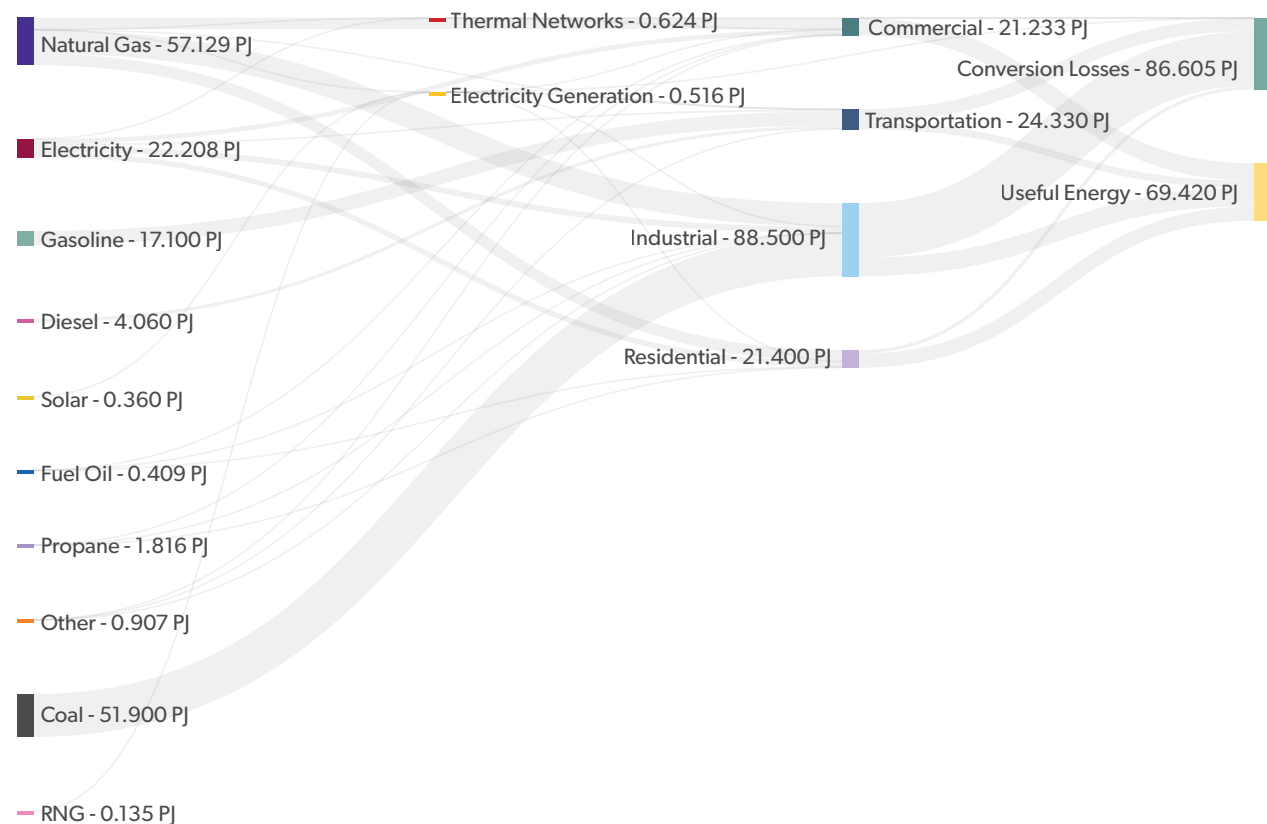 Natural Gas - 57.129 PJ
Electricity - 22.208 PJ
Gasoline - 17.100 PJ
Diesel - 4.060 PJ
Solar - 0.360 PJ
Fuel Oil - 0.409 PJ
Propane - 1.816 PJ
Other - 0.907 PJ
Coal - 51.900 PJ
RNG - 0.135 PJ
Thermal Networks - 0.624 PJ
Electricity Generation - 0.516 PJ
Commercial - 21.233 PJ
Transportation - 24.330 PJ
Industrial - 88.500 PJ
Residential - 21.400 PJ
Conversion Losses - 86.605 PJ
Useful Energy - 69.420 PJ